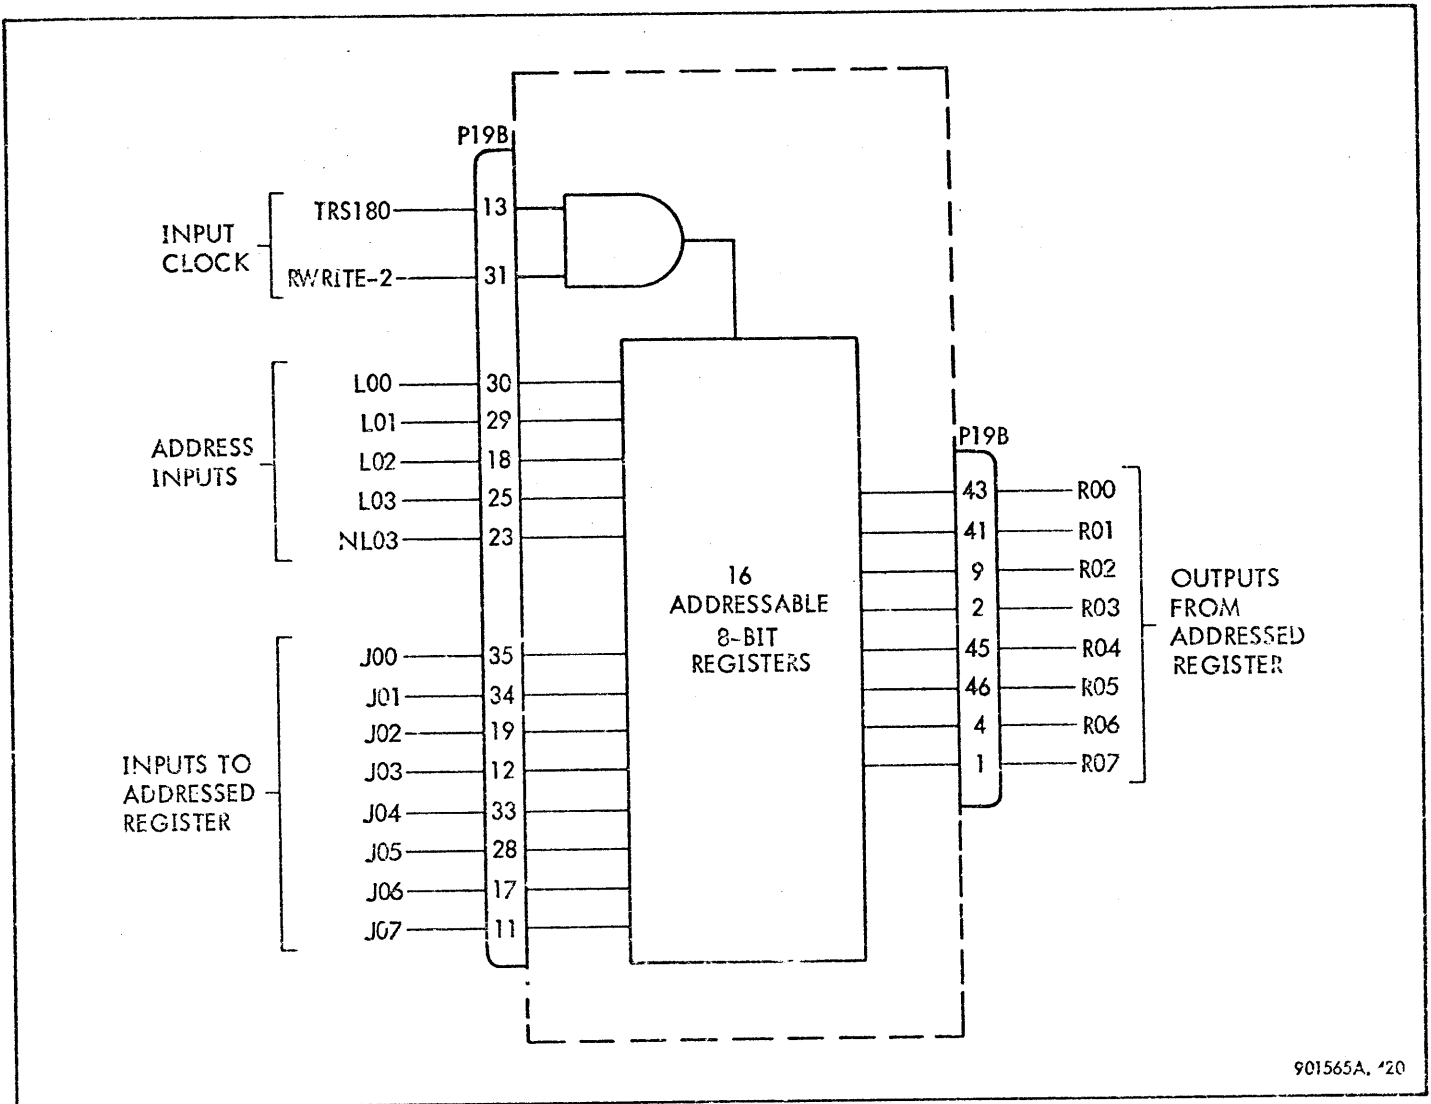 P19B
INPUT
CLOCK
TRS180 13
RWRITE-2 31
ADDRESS
INPUTS
L00 30
L01 29
L02 18
L03 25
NL03 23
INPUTS TO
ADDRESSED
REGISTER
J00 35
J01 34
J02 19
J03 12
J04 33
J05 28
J06 17
J07 11
16
ADDRESSABLE
8-BIT
REGISTERS
P19B
43 R00
41 R01
9 R02
2 R03
45 R04
46 R05
4 R06
1 R07
OUTPUTS
FROM
ADDRESSED
REGISTER
901565A.